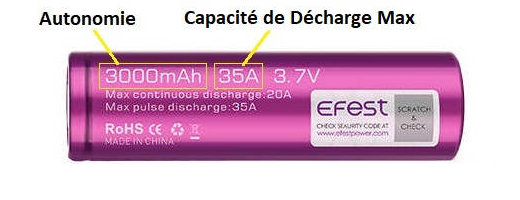 Autonomie
Capacité de Décharge Max
3000mAh 35A 3.7V
Max continuous discharge:20A
Max pulse discharge:35A
RoHS CE
MADE IN CHINA
EFEST
SCRATCH
& CHECK
CHECK SEAURITY CODE AT
www.efestpower.com